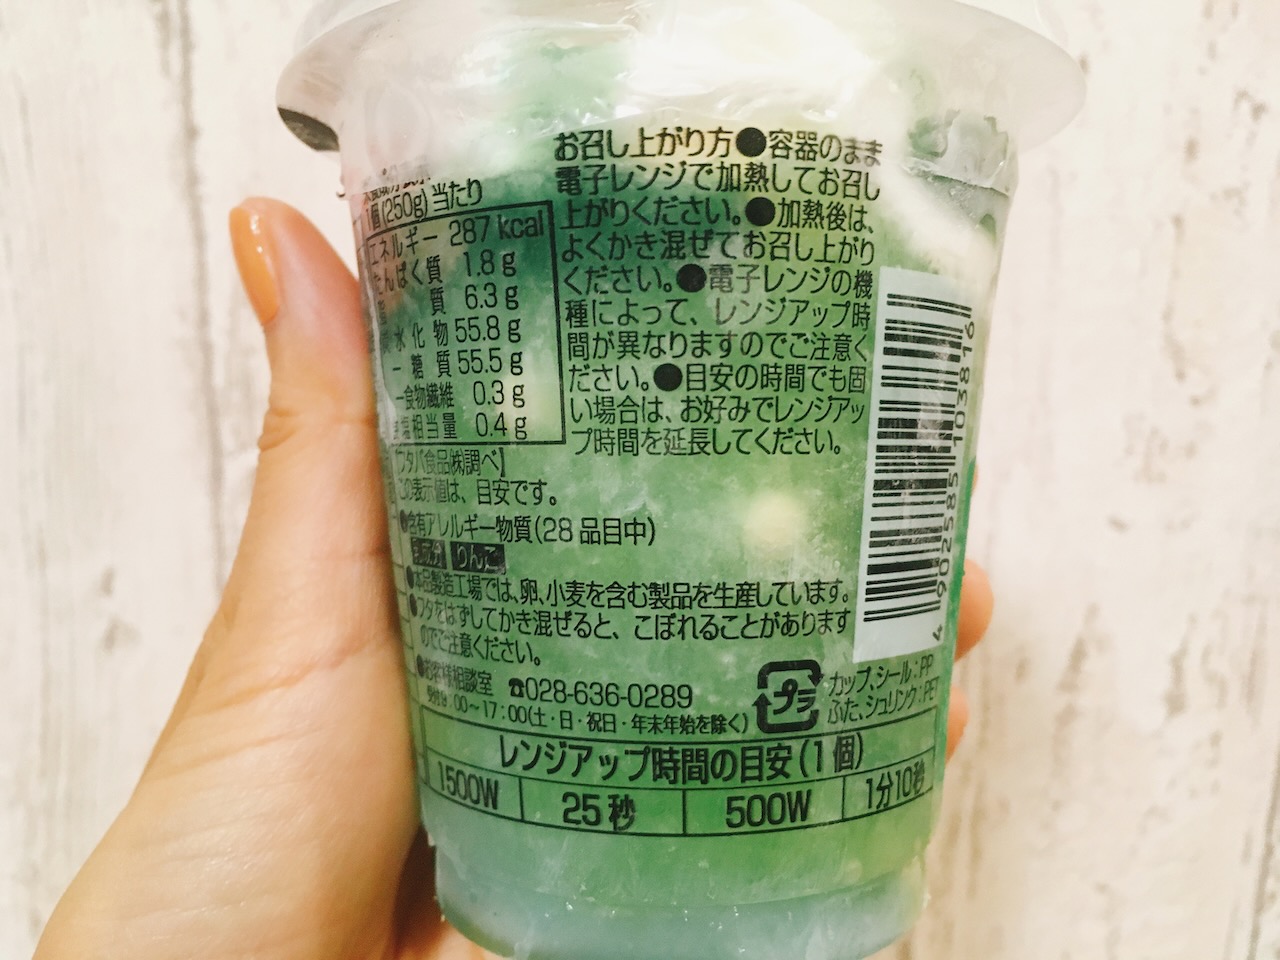 1個(250g)当たり
エネルギー 287 kcal
たんぱく質 1.8 g
質 6.3 g
水化物 55.8 g
糖質 55.5 g
食物繊維 0.3 g
塩相当量 0.4 g
フタバ食品㈱調べ】
この表示値は、目安です。
お召し上がり方●容器のまま
電子レンジで加熱してお召し
上がりください。●加熱後は、
よくかき混ぜてお召し上がり
ください。●電子レンジの機
種によって、レンジアップ時
間が異なりますのでご注意く
ださい。●目安の時間でも固
い場合は、お好みでレンジアッ
プ時間を延長してください。
●含有アレルギー物質(28品目中)
乳成分 りんご
●本品製造工場では、卵、小麦を含む製品を生産しています。
●フタをはずしてかき混ぜると、こぼれることがあります
のでご注意ください。
●お客様相談室 ☎028-636-0289
:00~17:00(土・日・祝日・年末年始を除く)
プラ
カップ、シール:PP
ふた、シュリンク:PET
レンジアップ時間の目安(1個)
1500W 25秒 500W 1分10秒
4 902585 103816